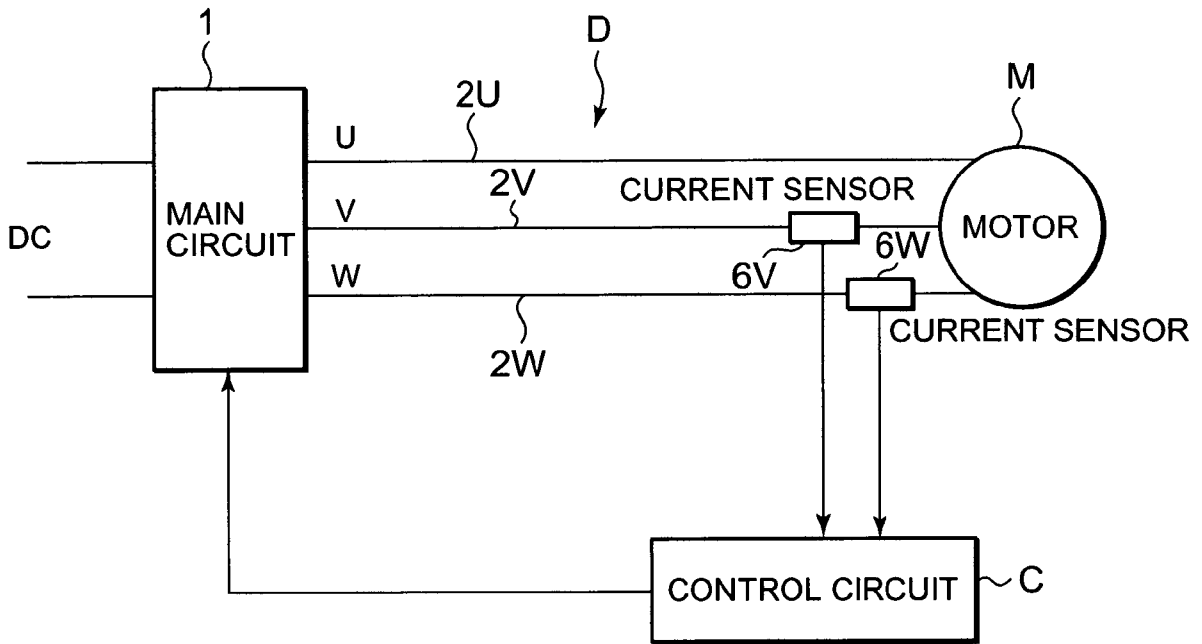 1
D
M
2U
U
2V
CURRENT SENSOR
V
MAIN
CIRCUIT
DC
MOTOR
6W
6V
W
CURRENT SENSOR
2W
CONTROL CIRCUIT
C